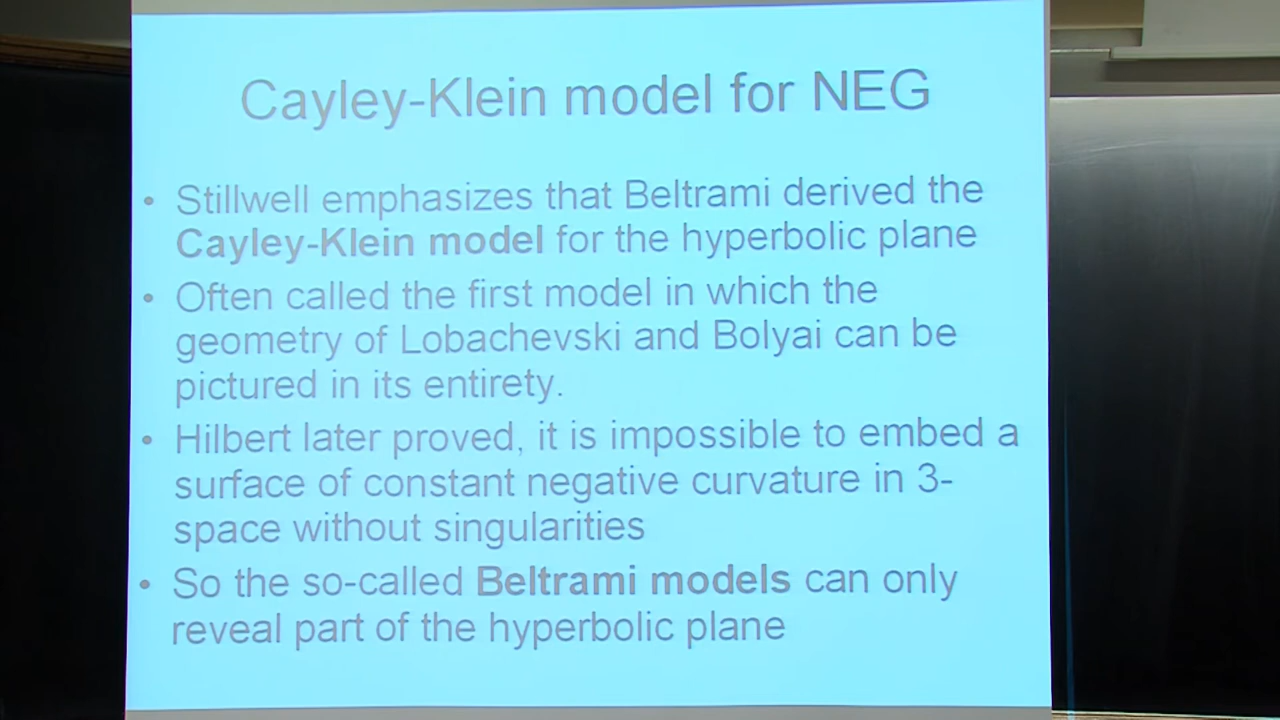 Cayley-Klein model for NEG
• Stillwell emphasizes that Beltrami derived the
Cayley-Klein model for the hyperbolic plane
• Often called the first model in which the
geometry of Lobachevski and Bolyai can be
pictured in its entirety.
• Hilbert later proved, it is impossible to embed a
surface of constant negative curvature in 3-
space without singularities
• So the so-called Beltrami models can only
reveal part of the hyperbolic plane